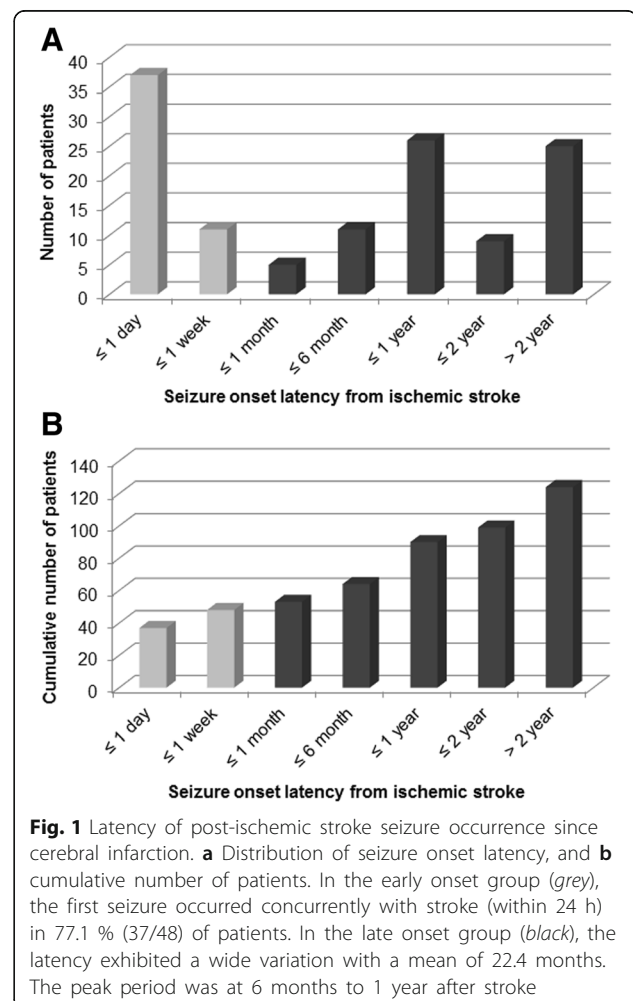 A
Number of patients
40
35
30
25
20
15
10
5
0
≤ 1 day
≤ 1 week
≤ 1 month
≤ 6 month
≤ 1 year
≤ 2 year
> 2 year
Seizure onset latency from ischemic stroke
B
Cumulative number of patients
140
120
100
80
60
40
20
0
≤ 1 day
≤ 1 week
≤ 1 month
≤ 6 month
≤ 1 year
≤ 2 year
> 2 year
Seizure onset latency from ischemic stroke
Fig. 1 Latency of post-ischemic stroke seizure occurrence since
cerebral infarction. a Distribution of seizure onset latency, and b
cumulative number of patients. In the early onset group (grey),
the first seizure occurred concurrently with stroke (within 24 h)
in 77.1 % (37/48) of patients. In the late onset group (black), the
latency exhibited a wide variation with a mean of 22.4 months.
The peak period was at 6 months to 1 year after stroke